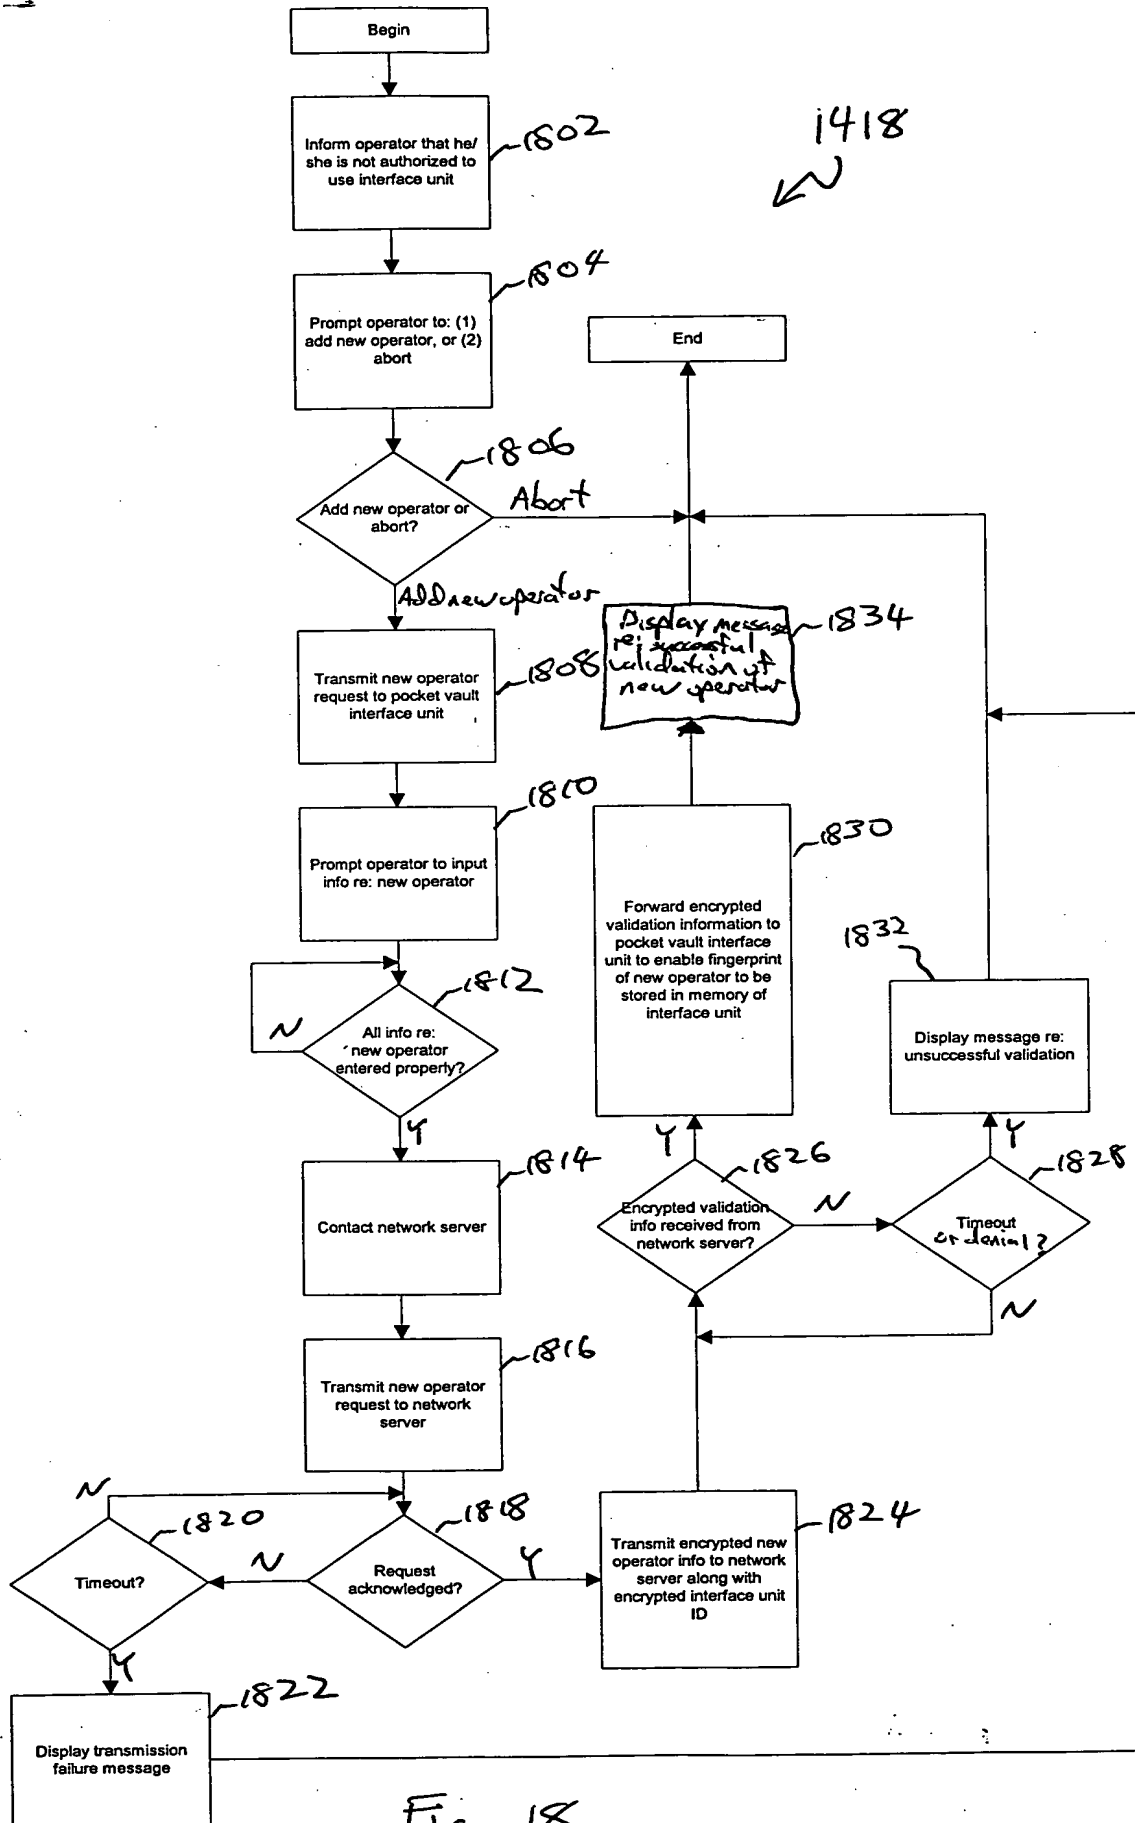 Begin
1418
Inform operator that he/
she is not authorized to
use interface unit
1802
Prompt operator to: (1)
add new operator, or (2)
abort
1804
End
Add new operator or
abort?
1806
Abort
Add new operator
Transmit new operator
request to pocket vault
interface unit
1808
Display message
re: successful
validation of
new operator
1834
Prompt operator to input
info re: new operator
1810
Forward encrypted
validation information to
pocket vault interface
unit to enable fingerprint
of new operator to be
stored in memory of
interface unit
1830
All info re:
new operator
entered properly?
1812
N
Y
Display message re:
unsuccessful validation
1832
Contact network server
1814
Encrypted validation
info received from
network server?
1826
Y
N
Timeout
or denial?
1828
Y
N
Transmit new operator
request to network
server
1816
Request
acknowledged?
1818
N
Y
Timeout?
1820
N
Y
Transmit encrypted new
operator info to network
server along with
encrypted interface unit
ID
1824
Display transmission
failure message
1822
Fig. 18